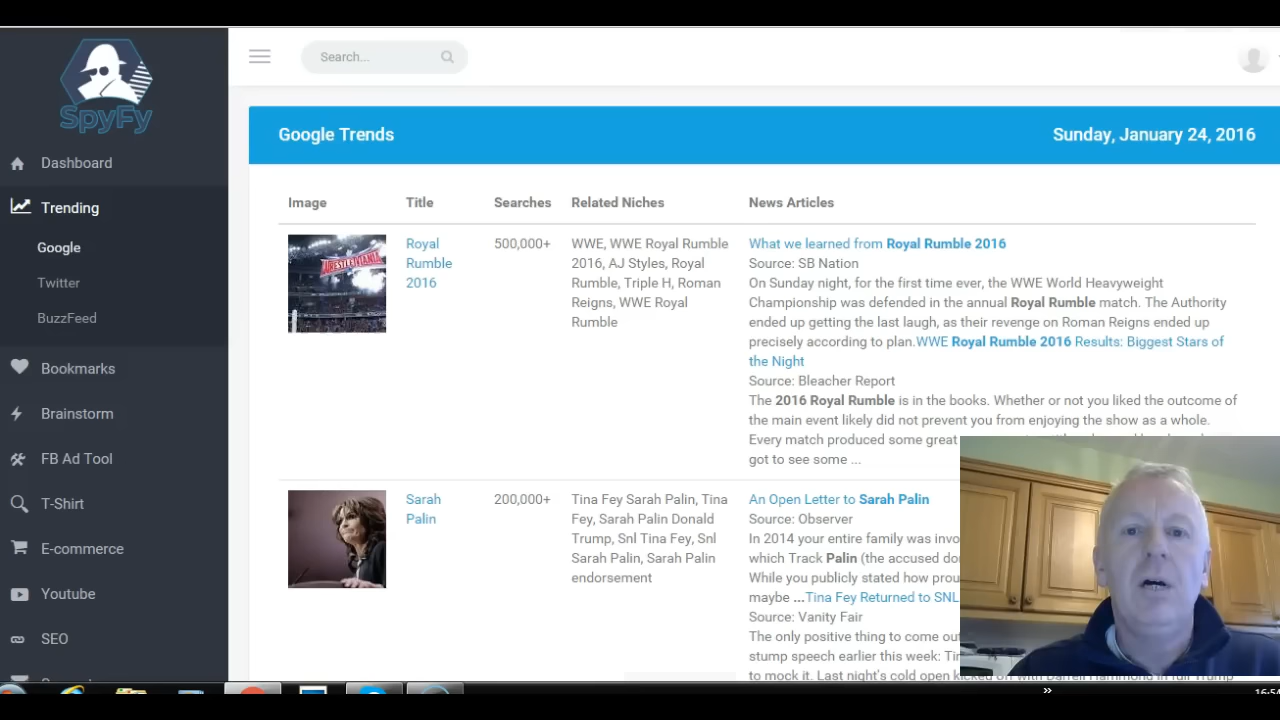 SpyFy
Dashboard
Trending
Google
Twitter
BuzzFeed
Bookmarks
Brainstorm
FB Ad Tool
T-Shirt
E-commerce
Youtube
SEO
Search...
Google Trends
Sunday, January 24, 2016
Image Title Searches Related Niches News Articles
WRESTLEMANIA
Royal
Rumble
2016
500,000+
WWE, WWE Royal Rumble
2016, AJ Styles, Royal
Rumble, Triple H, Roman
Reigns, WWE Royal
Rumble
What we learned from Royal Rumble 2016
Source: SB Nation
On Sunday night, for the first time ever, the WWE World Heavyweight
Championship was defended in the annual Royal Rumble match. The Authority
ended up getting the last laugh, as their revenge on Roman Reigns ended up
precisely according to plan.WWE Royal Rumble 2016 Results: Biggest Stars of
the Night
Source: Bleacher Report
The 2016 Royal Rumble is in the books. Whether or not you liked the outcome of
the main event likely did not prevent you from enjoying the show as a whole.
Every match produced some great
got to see some ...
Sarah
Palin
200,000+
Tina Fey Sarah Palin, Tina
Fey, Sarah Palin Donald
Trump, Snl Tina Fey, Snl
Sarah Palin, Sarah Palin
endorsement
An Open Letter to Sarah Palin
Source: Observer
In 2014 your entire family was invo
which Track Palin (the accused do
While you publicly stated how prou
maybe ...Tina Fey Returned to SNL
Source: Vanity Fair
The only positive thing to come ou
stump speech earlier this week: Ti
to mock it. Last night's cold open kicked off with Darrell Hammond in full Trump
16:54